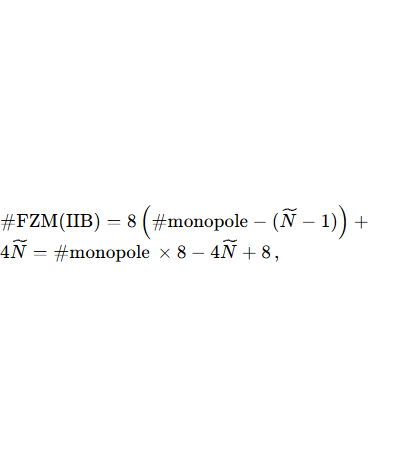 #FZM(IIB) = 8 (#monopole − (Ñ − 1)) +
4Ñ = #monopole × 8 − 4Ñ + 8 ,